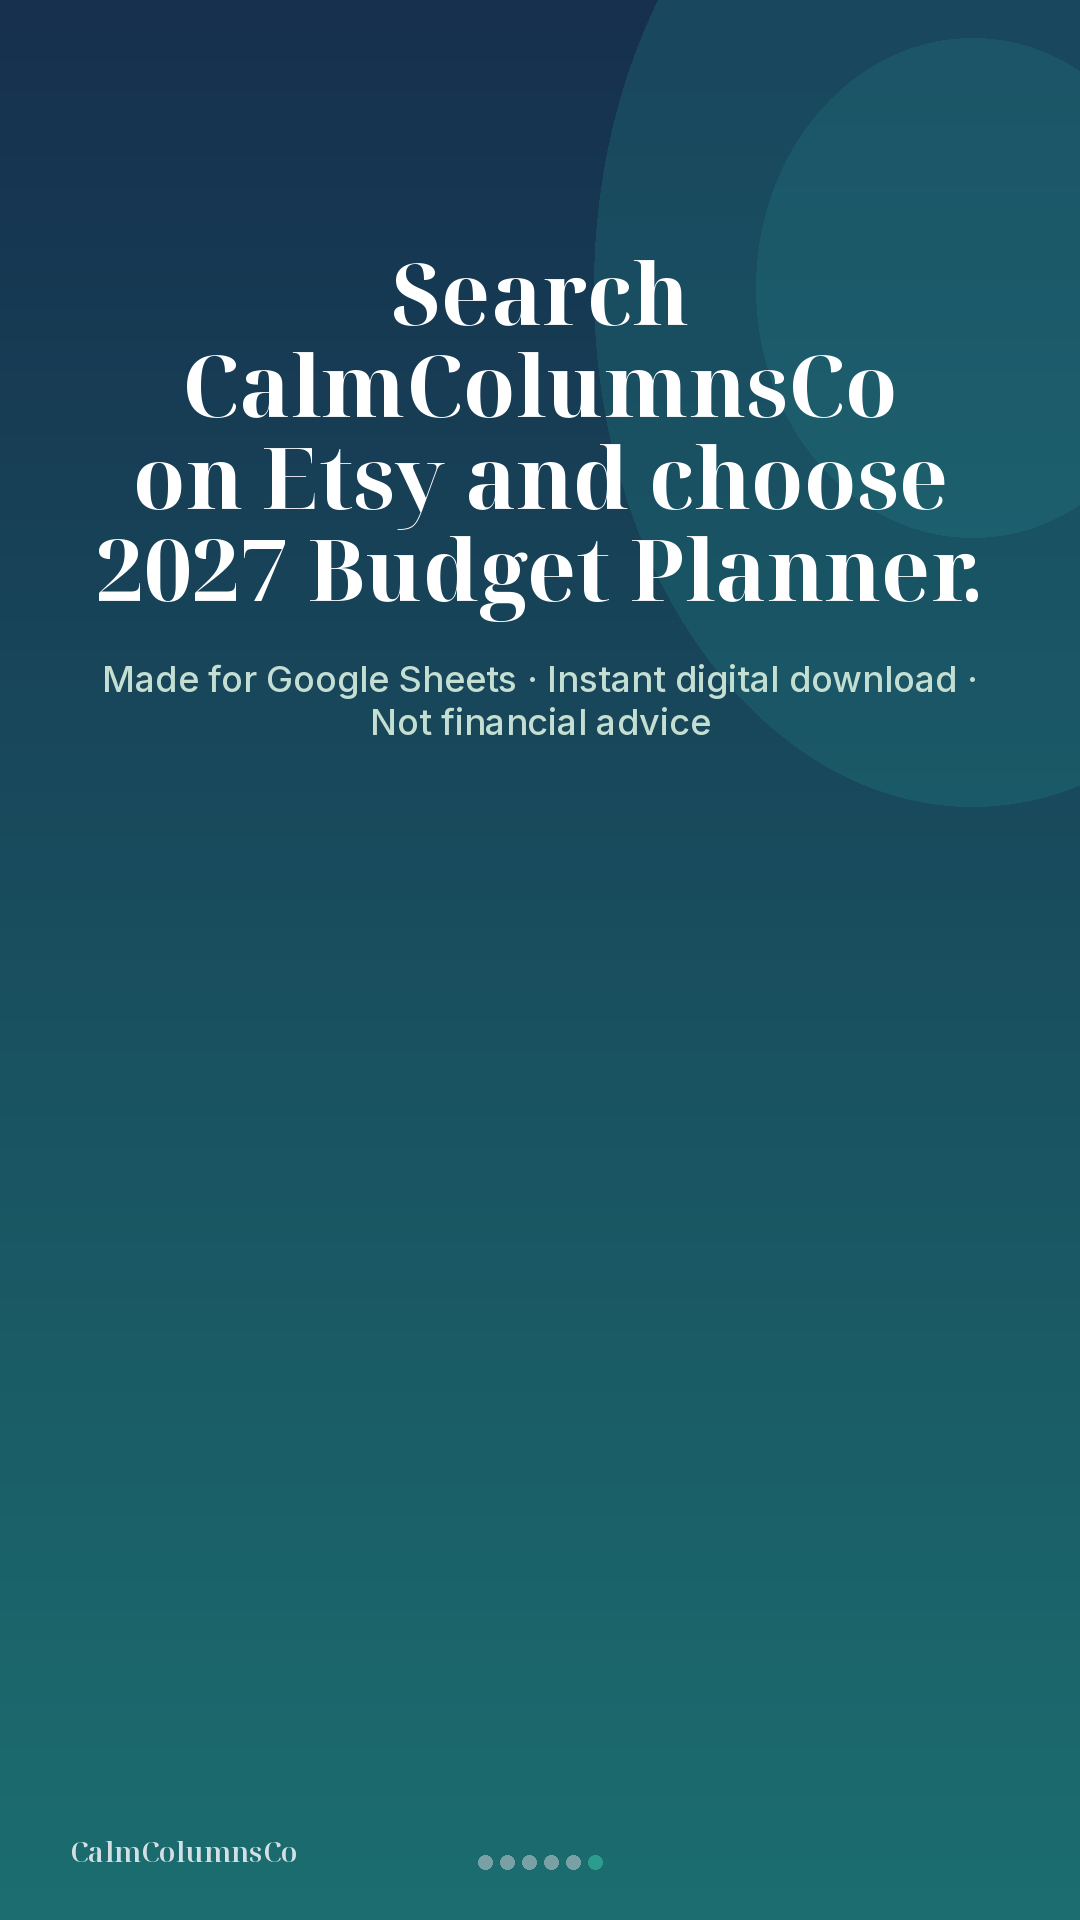 Search
CalmColumnsCo
on Etsy and choose
2027 Budget Planner.
Made for Google Sheets · Instant digital download ·
Not financial advice
CalmColumnsCo